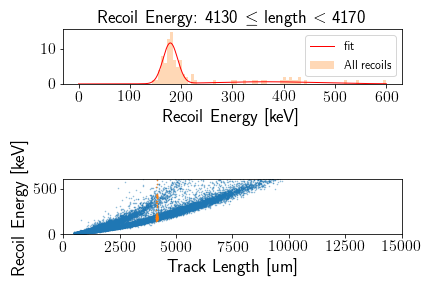 Recoil Energy: 4130 ≤ length < 4170
10
0
fit
All recoils
0 100 200 300 400 500 600
Recoil Energy [keV]
Recoil Energy [keV]
500
0
0 2500 5000 7500 10000 12500 15000
Track Length [um]